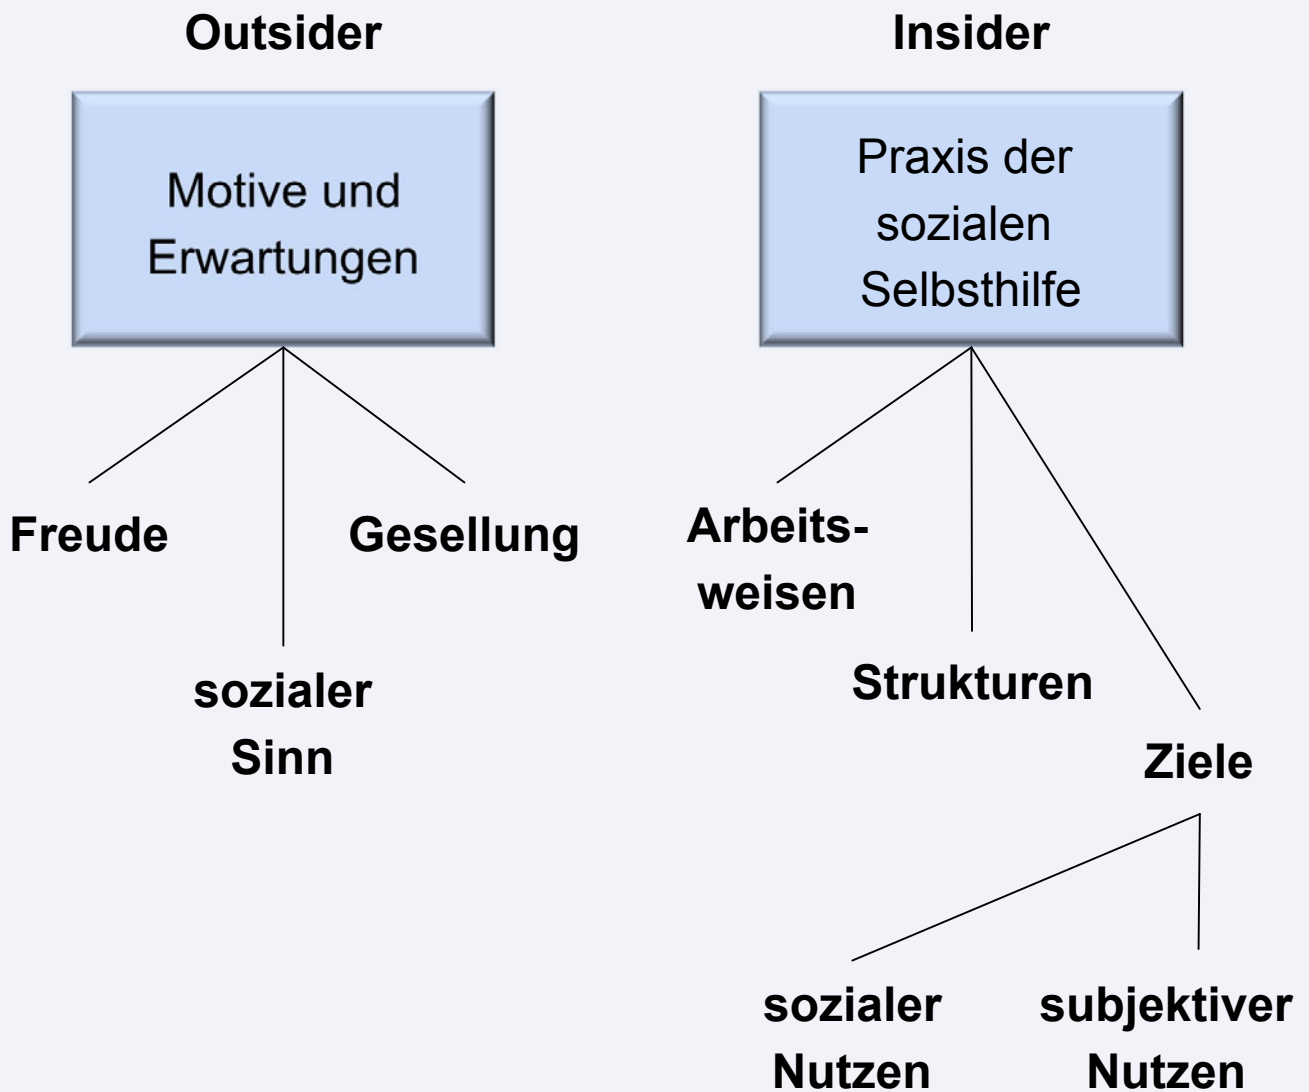 Outsider
Motive und
Erwartungen
Freude
Gesellung
sozialer
Sinn
Insider
Praxis der
sozialen
Selbsthilfe
Arbeits-
weisen
Strukturen
Ziele
sozialer
Nutzen
subjektiver
Nutzen